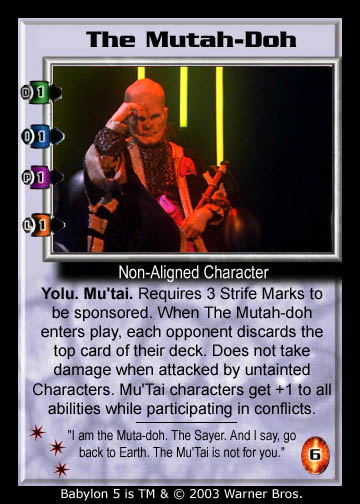 The Mutah-Doh
D 1
I 1
P 1
L 1
Non-Aligned Character
Yolu. Mu'tai. Requires 3 Strife Marks to
be sponsored. When The Mutah-doh
enters play, each opponent discards the
top card of their deck. Does not take
damage when attacked by untainted
Characters. Mu'Tai characters get +1 to all
abilities while participating in conflicts.
"I am the Muta-doh. The Sayer. And I say, go
back to Earth. The Mu'Tai is not for you."
6
Babylon 5 is TM & © 2003 Warner Bros.